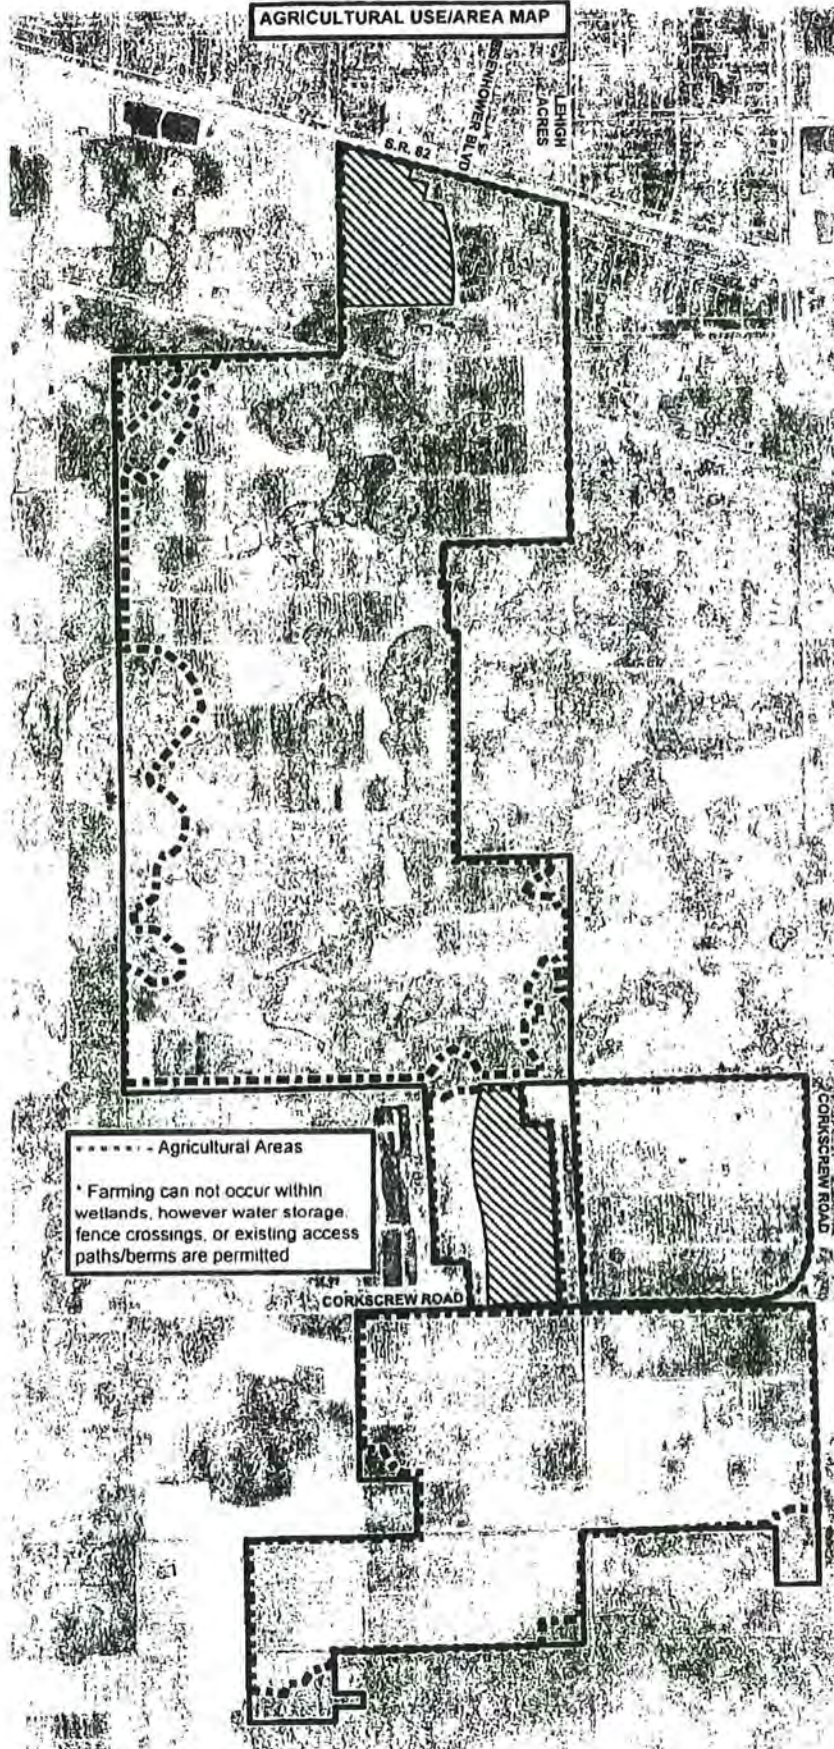 AGRICULTURAL USE/AREA MAP
LEHIGH
ACRES
S.R. 82
BLVD
- Agricultural Areas
* Farming can not occur within
wetlands, however water storage,
fence crossings, or existing access
paths/berms are permitted
CORKSCREW ROAD
CORKSCREW ROAD